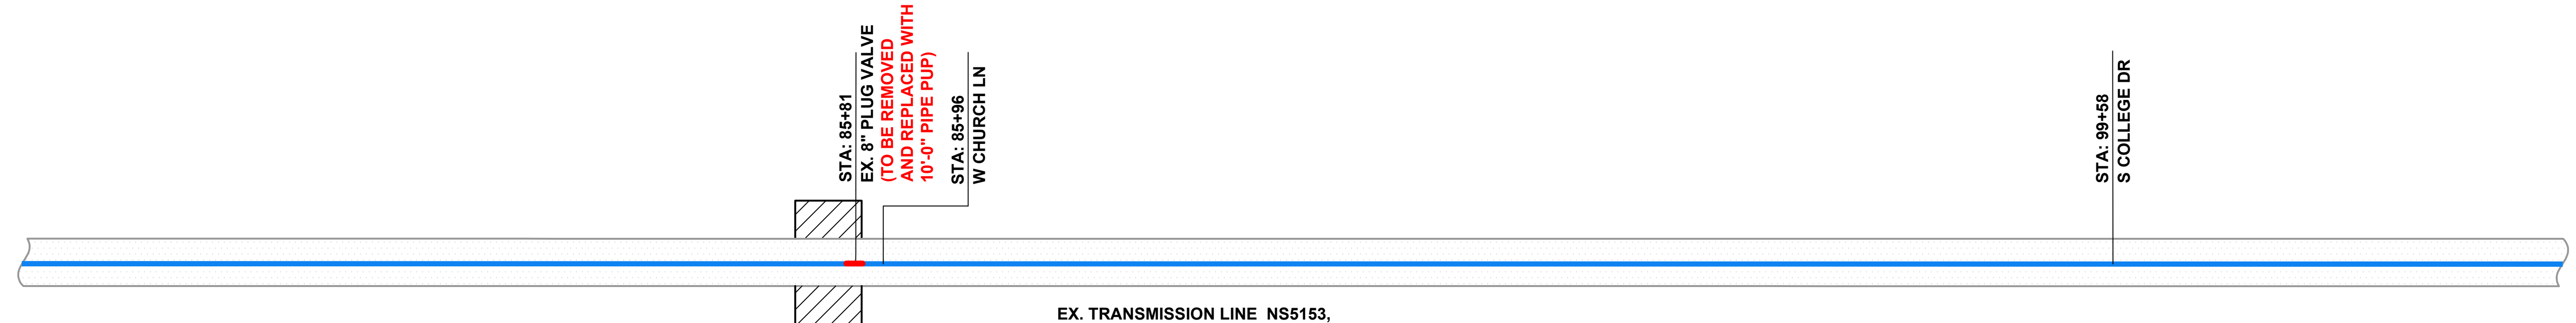 STA: 85+81
EX. 8" PLUG VALVE
(TO BE REMOVED
AND REPLACED WITH
10'-0" PIPE PUP)
STA: 85+96
W CHURCH LN
STA: 99+58
S COLLEGE DR
EX. TRANSMISSION LINE NS5153,